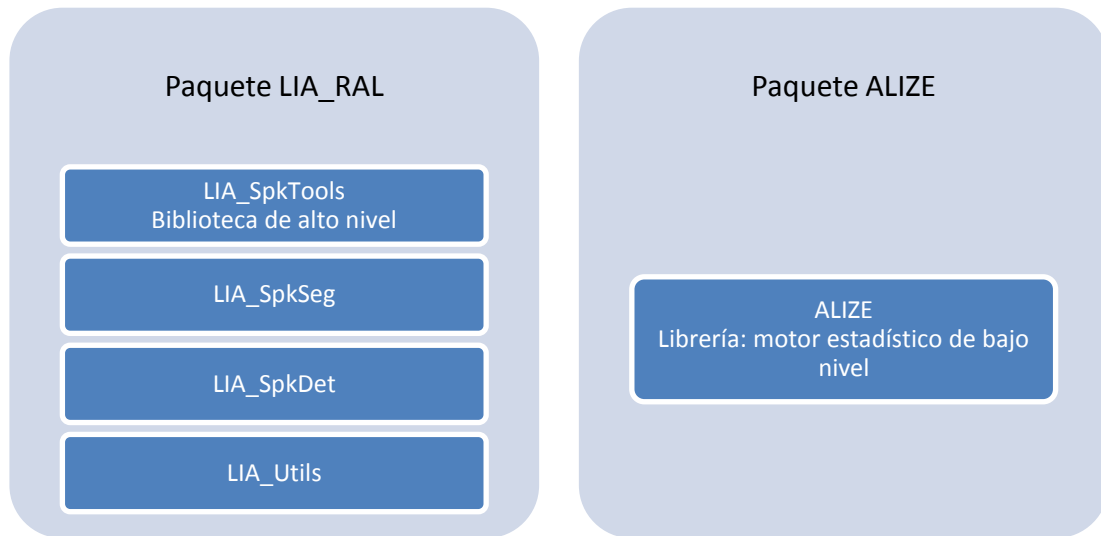 Paquete LIA_RAL
LIA_SpkTools
Biblioteca de alto nivel
LIA_SpkSeg
LIA_SpkDet
LIA_Utils
Paquete ALIZE
ALIZE
Librería: motor estadístico de bajo
nivel